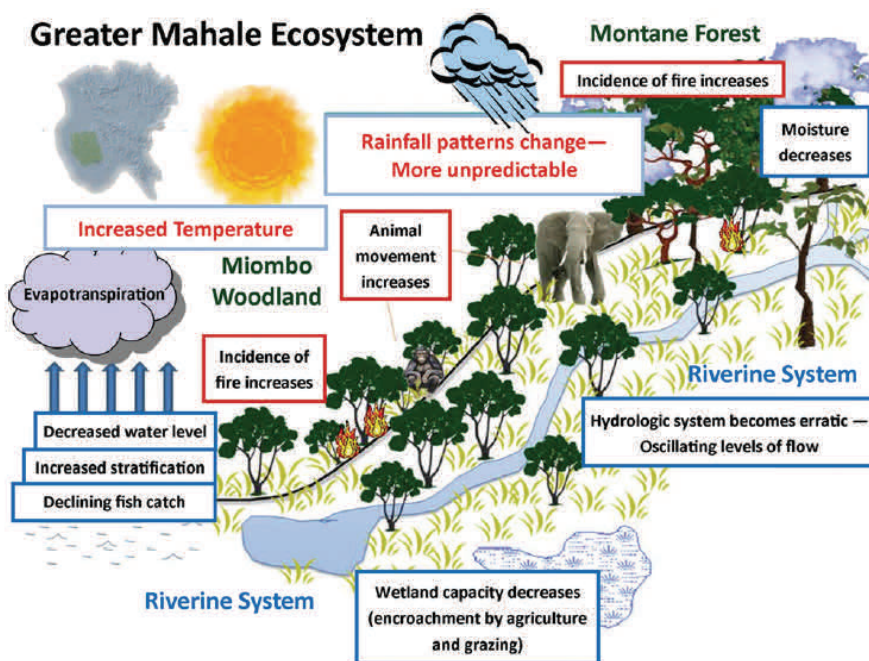 Greater Mahale Ecosystem
Montane Forest
Incidence of fire increases
Moisture
decreases
Rainfall patterns change—
More unpredictable
Increased Temperature
Animal
movement
increases
Miombo
Woodland
Evapotranspiration
Incidence of
fire increases
Riverine System
Decreased water level
Increased stratification
Declining fish catch
Hydrologic system becomes erratic —
Oscillating levels of flow
Riverine System
Wetland capacity decreases
(encroachment by agriculture
and grazing)